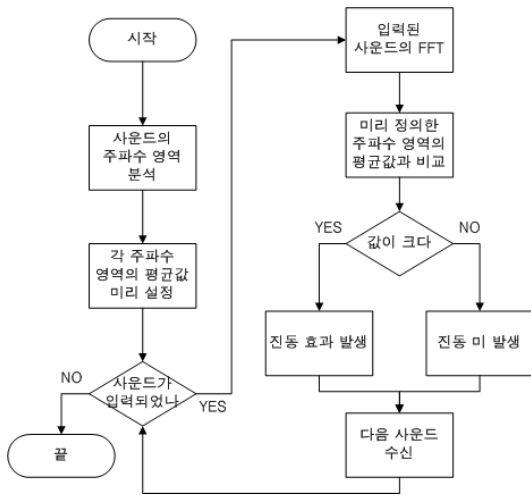 시작
사운드의
주파수 영역
분석
각 주파수
영역의 평균값
미리 설정
사운드가
입력되었나
NO
YES
끝
입력된
사운드의 FFT
미리 정의한
주파수 영역의
평균값과 비교
값이 크다
YES
NO
진동 효과 발생
진동 미 발생
다음 사운드
수신